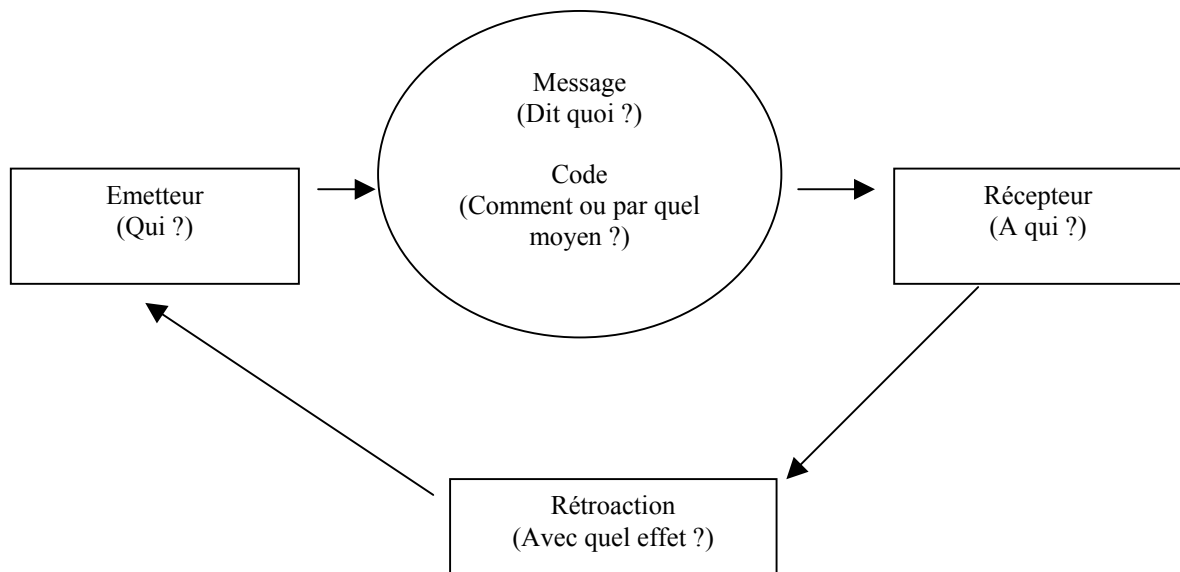 Message
(Dit quoi ?)
Code
(Comment ou par quel
moyen ?)
Emetteur
(Qui ?)
Récepteur
(A qui ?)
Rétroaction
(Avec quel effet ?)